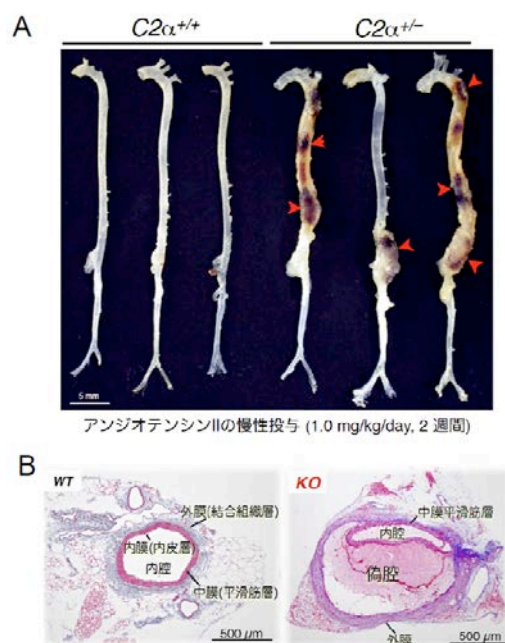 A
C2α+/+
C2α+/−
5 mm
アンジオテンシンIIの慢性投与 (1.0 mg/kg/day, 2 週間)
B
WT
外膜(結合組織層)
内膜(内皮層)
内腔
中膜(平滑筋層)
500 μm
KO
中膜平滑筋層
内腔
偽腔
外膜
500 μm